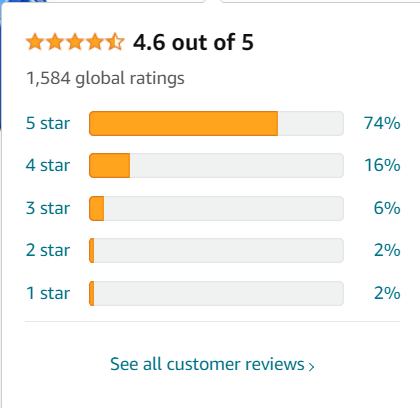 4.6 out of 5
1,584 global ratings
5 star 74%
4 star 16%
3 star 6%
2 star 2%
1 star 2%
See all customer reviews ›